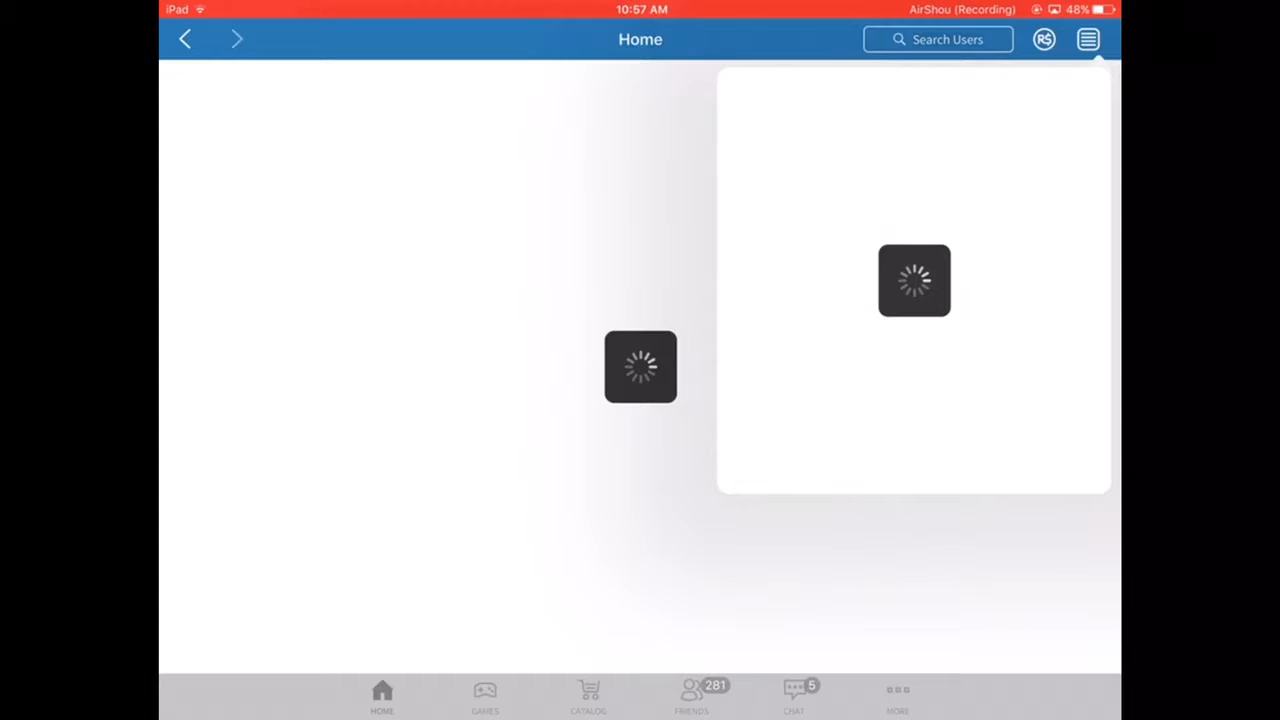 iPad 10:57 AM AirShou (Recording) 48%
Home Search Users R$
281 5
HOME GAMES CATALOG FRIENDS CHAT MORE